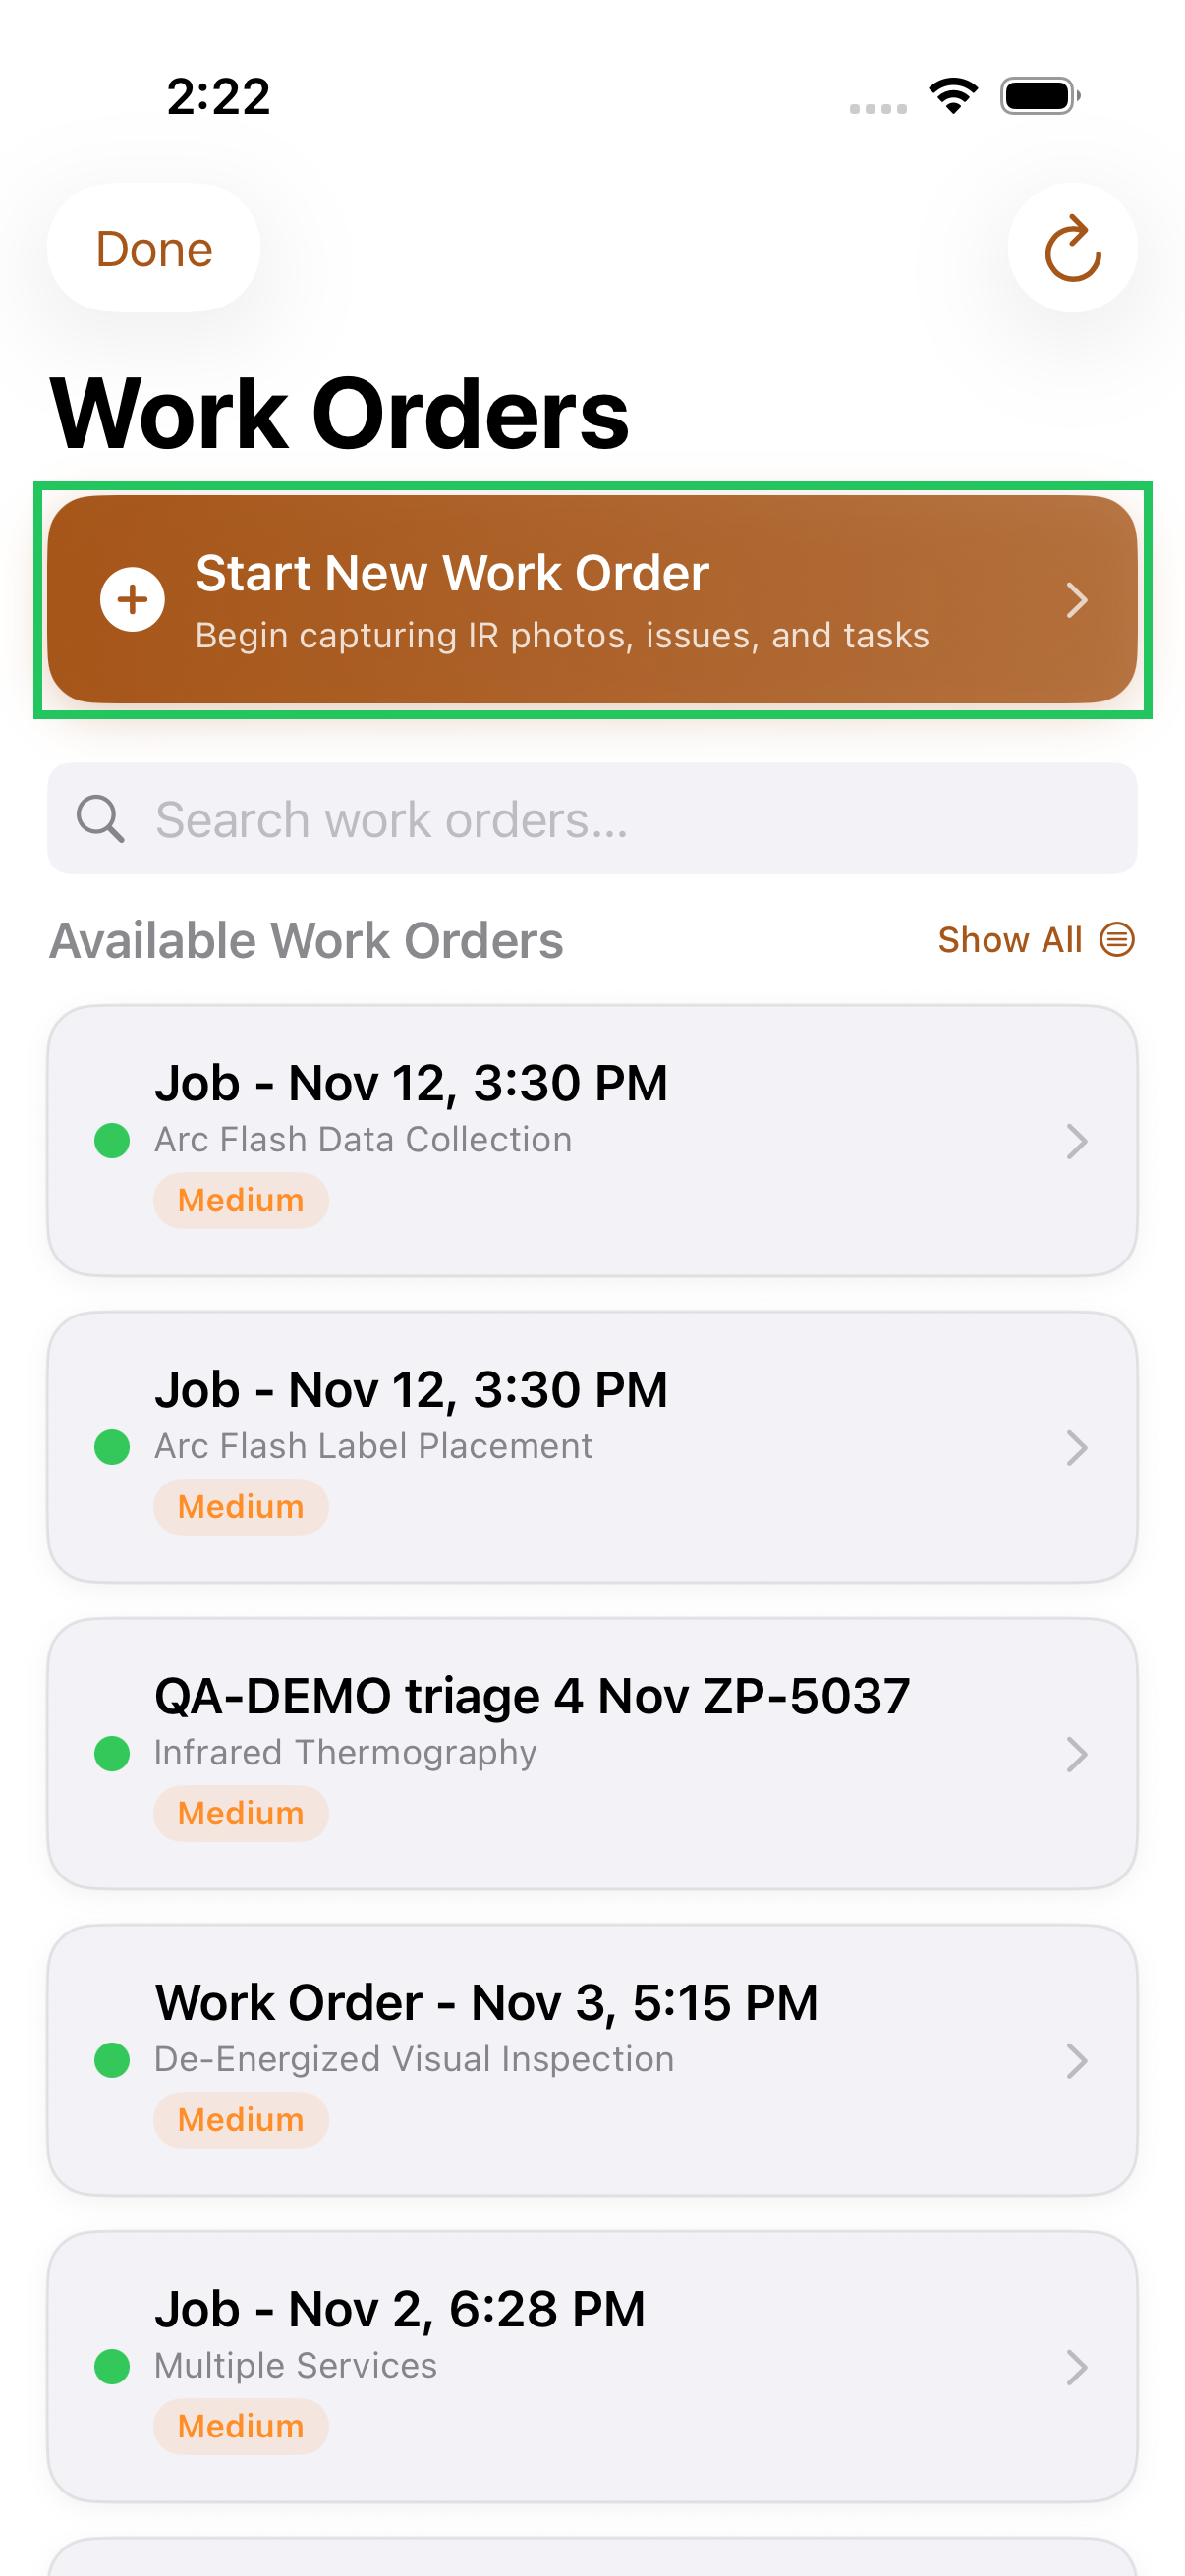 2:22
Done
Work Orders
Start New Work Order
Begin capturing IR photos, issues, and tasks
Search work orders...
Available Work Orders
Show All
Job - Nov 12, 3:30 PM
Arc Flash Data Collection
Medium
Job - Nov 12, 3:30 PM
Arc Flash Label Placement
Medium
QA-DEMO triage 4 Nov ZP-5037
Infrared Thermography
Medium
Work Order - Nov 3, 5:15 PM
De-Energized Visual Inspection
Medium
Job - Nov 2, 6:28 PM
Multiple Services
Medium